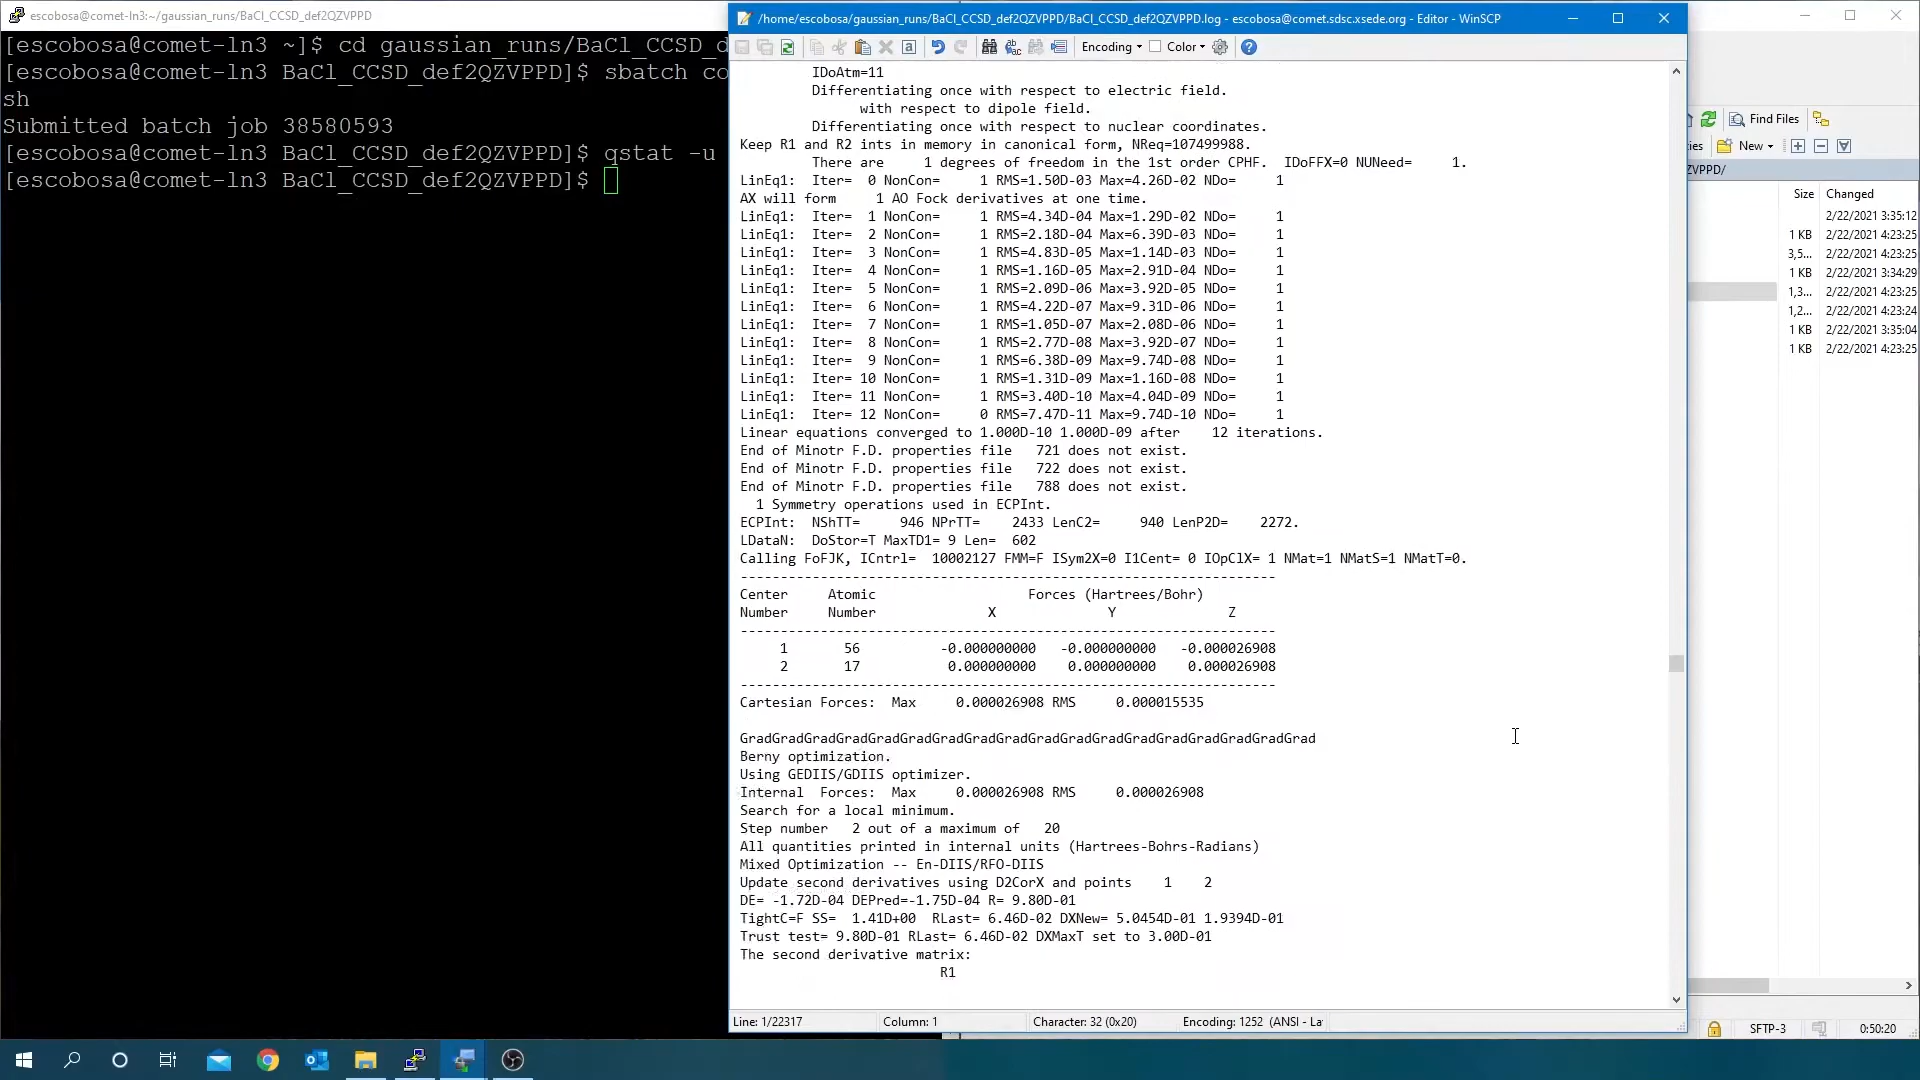 escobosa@comet-ln3:~/gaussian_runs/BaCl_CCSD_def2QZVPPD
[escobosa@comet-ln3 ~]$ cd gaussian_runs/BaCl_CCSD_d
[escobosa@comet-ln3 BaCl_CCSD_def2QZVPPD]$ sbatch co
sh
Submitted batch job 38580593
[escobosa@comet-ln3 BaCl_CCSD_def2QZVPPD]$ qstat -u
[escobosa@comet-ln3 BaCl_CCSD_def2QZVPPD]$
/home/escobosa/gaussian_runs/BaCl_CCSD_def2QZVPPD/BaCl_CCSD_def2QZVPPD.log - escobosa@comet.sdsc.xsede.org - Editor - WinSCP
Encoding Color
IDoAtm=11
Differentiating once with respect to electric field.
with respect to dipole field.
Differentiating once with respect to nuclear coordinates.
Keep R1 and R2 ints in memory in canonical form, NReq=107499988.
There are 1 degrees of freedom in the 1st order CPHF. IDoFFX=0 NUNeed= 1.
LinEq1: Iter= 0 NonCon= 1 RMS=1.50D-03 Max=4.26D-02 NDo= 1
AX will form 1 AO Fock derivatives at one time.
LinEq1: Iter= 1 NonCon= 1 RMS=4.34D-04 Max=1.29D-02 NDo= 1
LinEq1: Iter= 2 NonCon= 1 RMS=2.18D-04 Max=6.39D-03 NDo= 1
LinEq1: Iter= 3 NonCon= 1 RMS=4.83D-05 Max=1.14D-03 NDo= 1
LinEq1: Iter= 4 NonCon= 1 RMS=1.16D-05 Max=2.91D-04 NDo= 1
LinEq1: Iter= 5 NonCon= 1 RMS=2.09D-06 Max=3.92D-05 NDo= 1
LinEq1: Iter= 6 NonCon= 1 RMS=4.22D-07 Max=9.31D-06 NDo= 1
LinEq1: Iter= 7 NonCon= 1 RMS=1.05D-07 Max=2.08D-06 NDo= 1
LinEq1: Iter= 8 NonCon= 1 RMS=2.77D-08 Max=3.92D-07 NDo= 1
LinEq1: Iter= 9 NonCon= 1 RMS=6.38D-09 Max=9.74D-08 NDo= 1
LinEq1: Iter= 10 NonCon= 1 RMS=1.31D-09 Max=1.16D-08 NDo= 1
LinEq1: Iter= 11 NonCon= 1 RMS=3.40D-10 Max=4.04D-09 NDo= 1
LinEq1: Iter= 12 NonCon= 0 RMS=7.47D-11 Max=9.74D-10 NDo= 1
Linear equations converged to 1.000D-10 1.000D-09 after 12 iterations.
End of Minotr F.D. properties file 721 does not exist.
End of Minotr F.D. properties file 722 does not exist.
End of Minotr F.D. properties file 788 does not exist.
1 Symmetry operations used in ECPInt.
ECPInt: NShTT= 946 NPrTT= 2433 LenC2= 940 LenP2D= 2272.
LDataN: DoStor=T MaxTD1= 9 Len= 602
Calling FoFJK, ICntrl= 10002127 FMM=F ISym2X=0 I1Cent= 0 IOpClX= 1 NMat=1 NMatS=1 NMatT=0.
-------------------------------------------------------------------
Center Atomic Forces (Hartrees/Bohr)
Number Number X Y Z
-------------------------------------------------------------------
1 56 -0.000000000 -0.000000000 -0.000026908
2 17 0.000000000 0.000000000 0.000026908
-------------------------------------------------------------------
Cartesian Forces: Max 0.000026908 RMS 0.000015535
GradGradGradGradGradGradGradGradGradGradGradGradGradGradGradGradGradGrad
Berny optimization.
Using GEDIIS/GDIIS optimizer.
Internal Forces: Max 0.000026908 RMS 0.000026908
Search for a local minimum.
Step number 2 out of a maximum of 20
All quantities printed in internal units (Hartrees-Bohrs-Radians)
Mixed Optimization -- En-DIIS/RFO-DIIS
Update second derivatives using D2CorX and points 1 2
DE= -1.72D-04 DEPred=-1.75D-04 R= 9.80D-01
TightC=F SS= 1.41D+00 RLast= 6.46D-02 DXNew= 5.0454D-01 1.9394D-01
Trust test= 9.80D-01 RLast= 6.46D-02 DXMaxT set to 3.00D-01
The second derivative matrix:
R1
Line: 1/22317 Column: 1 Character: 32 (0x20) Encoding: 1252 (ANSI - La
Find Files
ies New
ZVPPD/
Size Changed
2/22/2021 3:35:12
1 KB 2/22/2021 4:23:25
3,5... 2/22/2021 4:23:25
1 KB 2/22/2021 3:34:29
1,3... 2/22/2021 4:23:25
1,2... 2/22/2021 4:23:24
1 KB 2/22/2021 3:35:04
1 KB 2/22/2021 4:23:25
SFTP-3 0:50:20